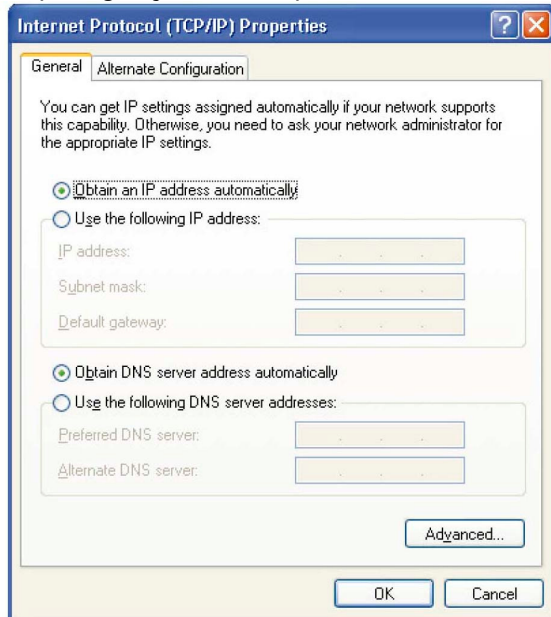 Internet Protocol (TCP/IP) Properties
General
Alternate Configuration
You can get IP settings assigned automatically if your network supports
this capability. Otherwise, you need to ask your network administrator for
the appropriate IP settings.
Obtain an IP address automatically
Use the following IP address:
IP address:
Subnet mask:
Default gateway:
Obtain DNS server address automatically
Use the following DNS server addresses:
Preferred DNS server:
Alternate DNS server:
Advanced...
OK
Cancel